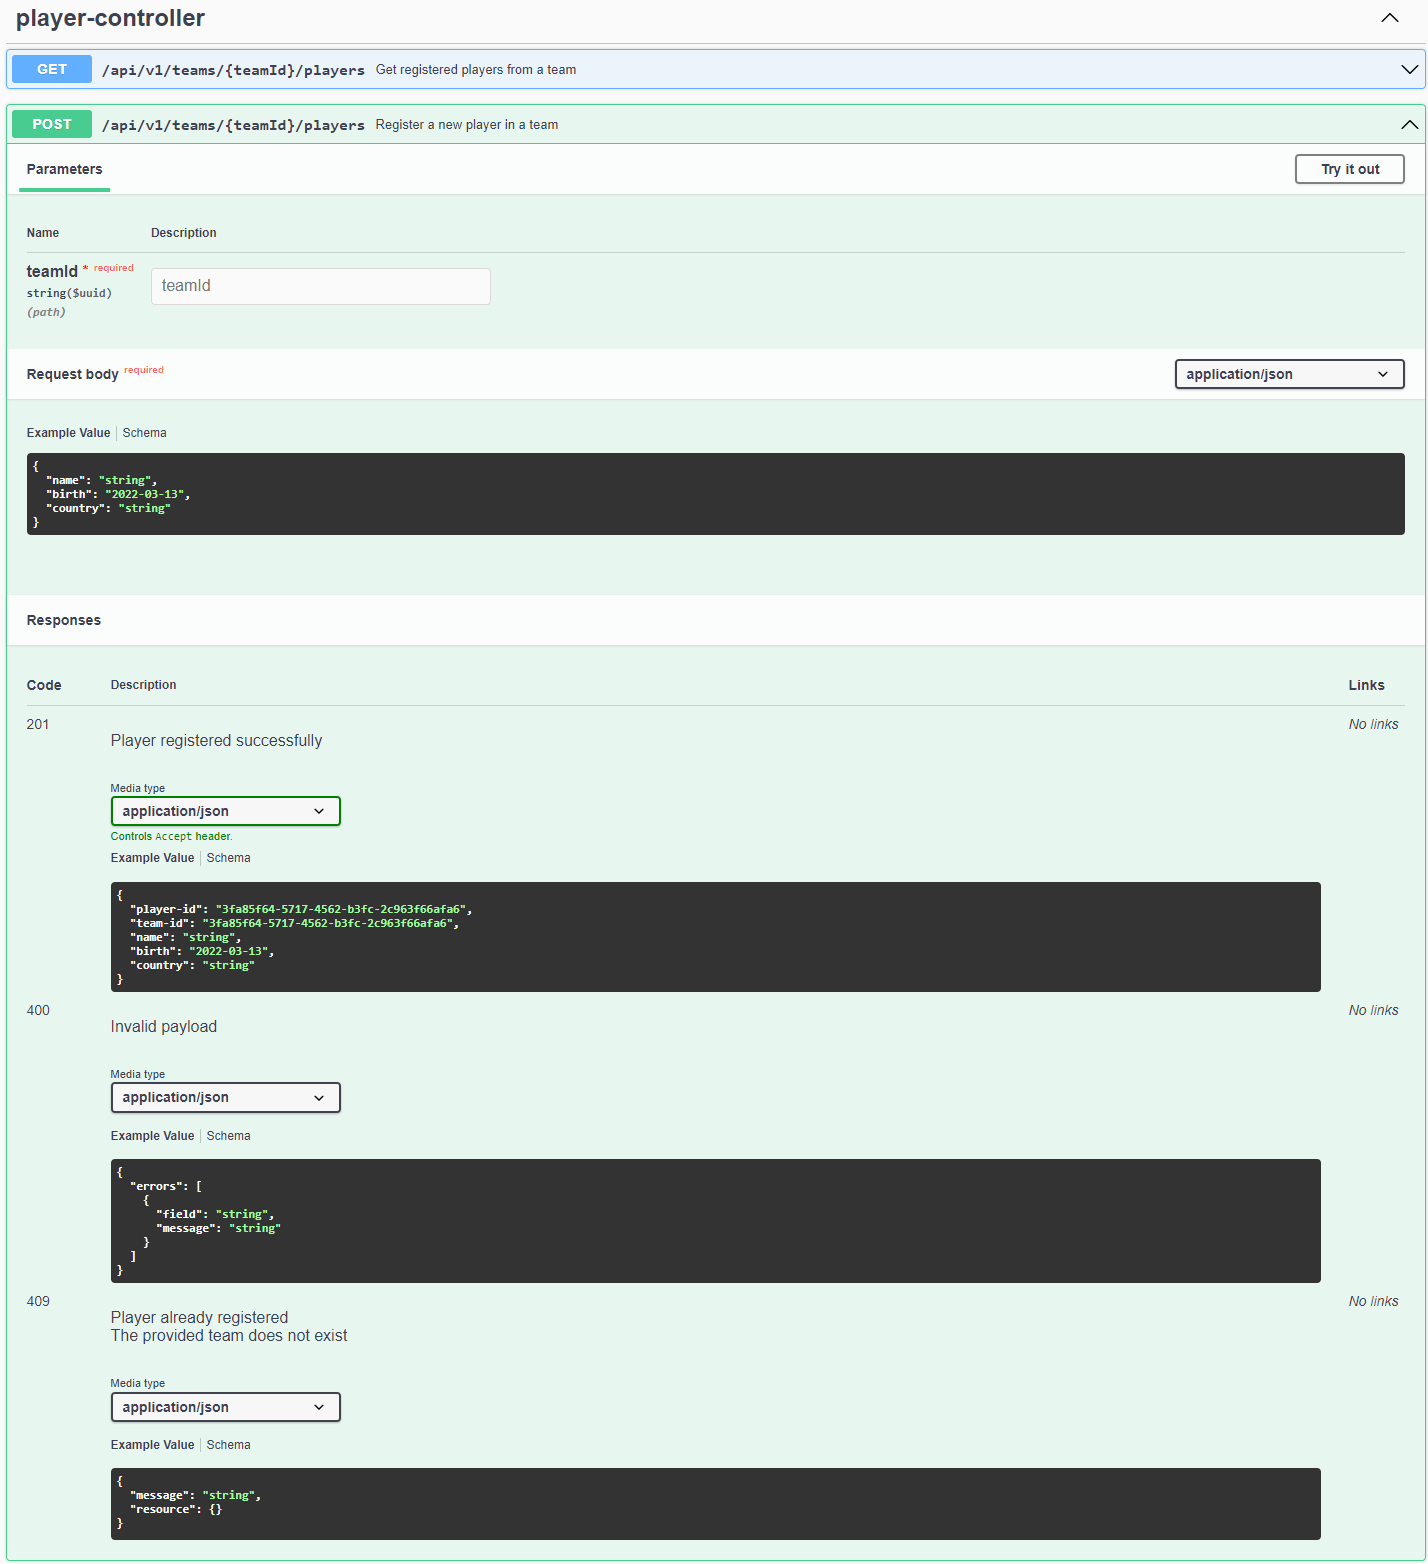 player-controller
GET /api/v1/teams/{teamId}/players Get registered players from a team
POST /api/v1/teams/{teamId}/players Register a new player in a team
Parameters Try it out
Name Description
teamId * required teamId
string($uuid)
(path)
Request body required application/json
Example Value | Schema
{
  "name": "string",
  "birth": "2022-03-13",
  "country": "string"
}
Responses
Code Description Links
201 No links
Player registered successfully
Media type
application/json
Controls Accept header.
Example Value | Schema
{
  "player-id": "3fa85f64-5717-4562-b3fc-2c963f66afa6",
  "team-id": "3fa85f64-5717-4562-b3fc-2c963f66afa6",
  "name": "string",
  "birth": "2022-03-13",
  "country": "string"
}
400 No links
Invalid payload
Media type
application/json
Example Value | Schema
{
  "errors": [
    {
      "field": "string",
      "message": "string"
    }
  ]
}
409 No links
Player already registered
The provided team does not exist
Media type
application/json
Example Value | Schema
{
  "message": "string",
  "resource": {}
}